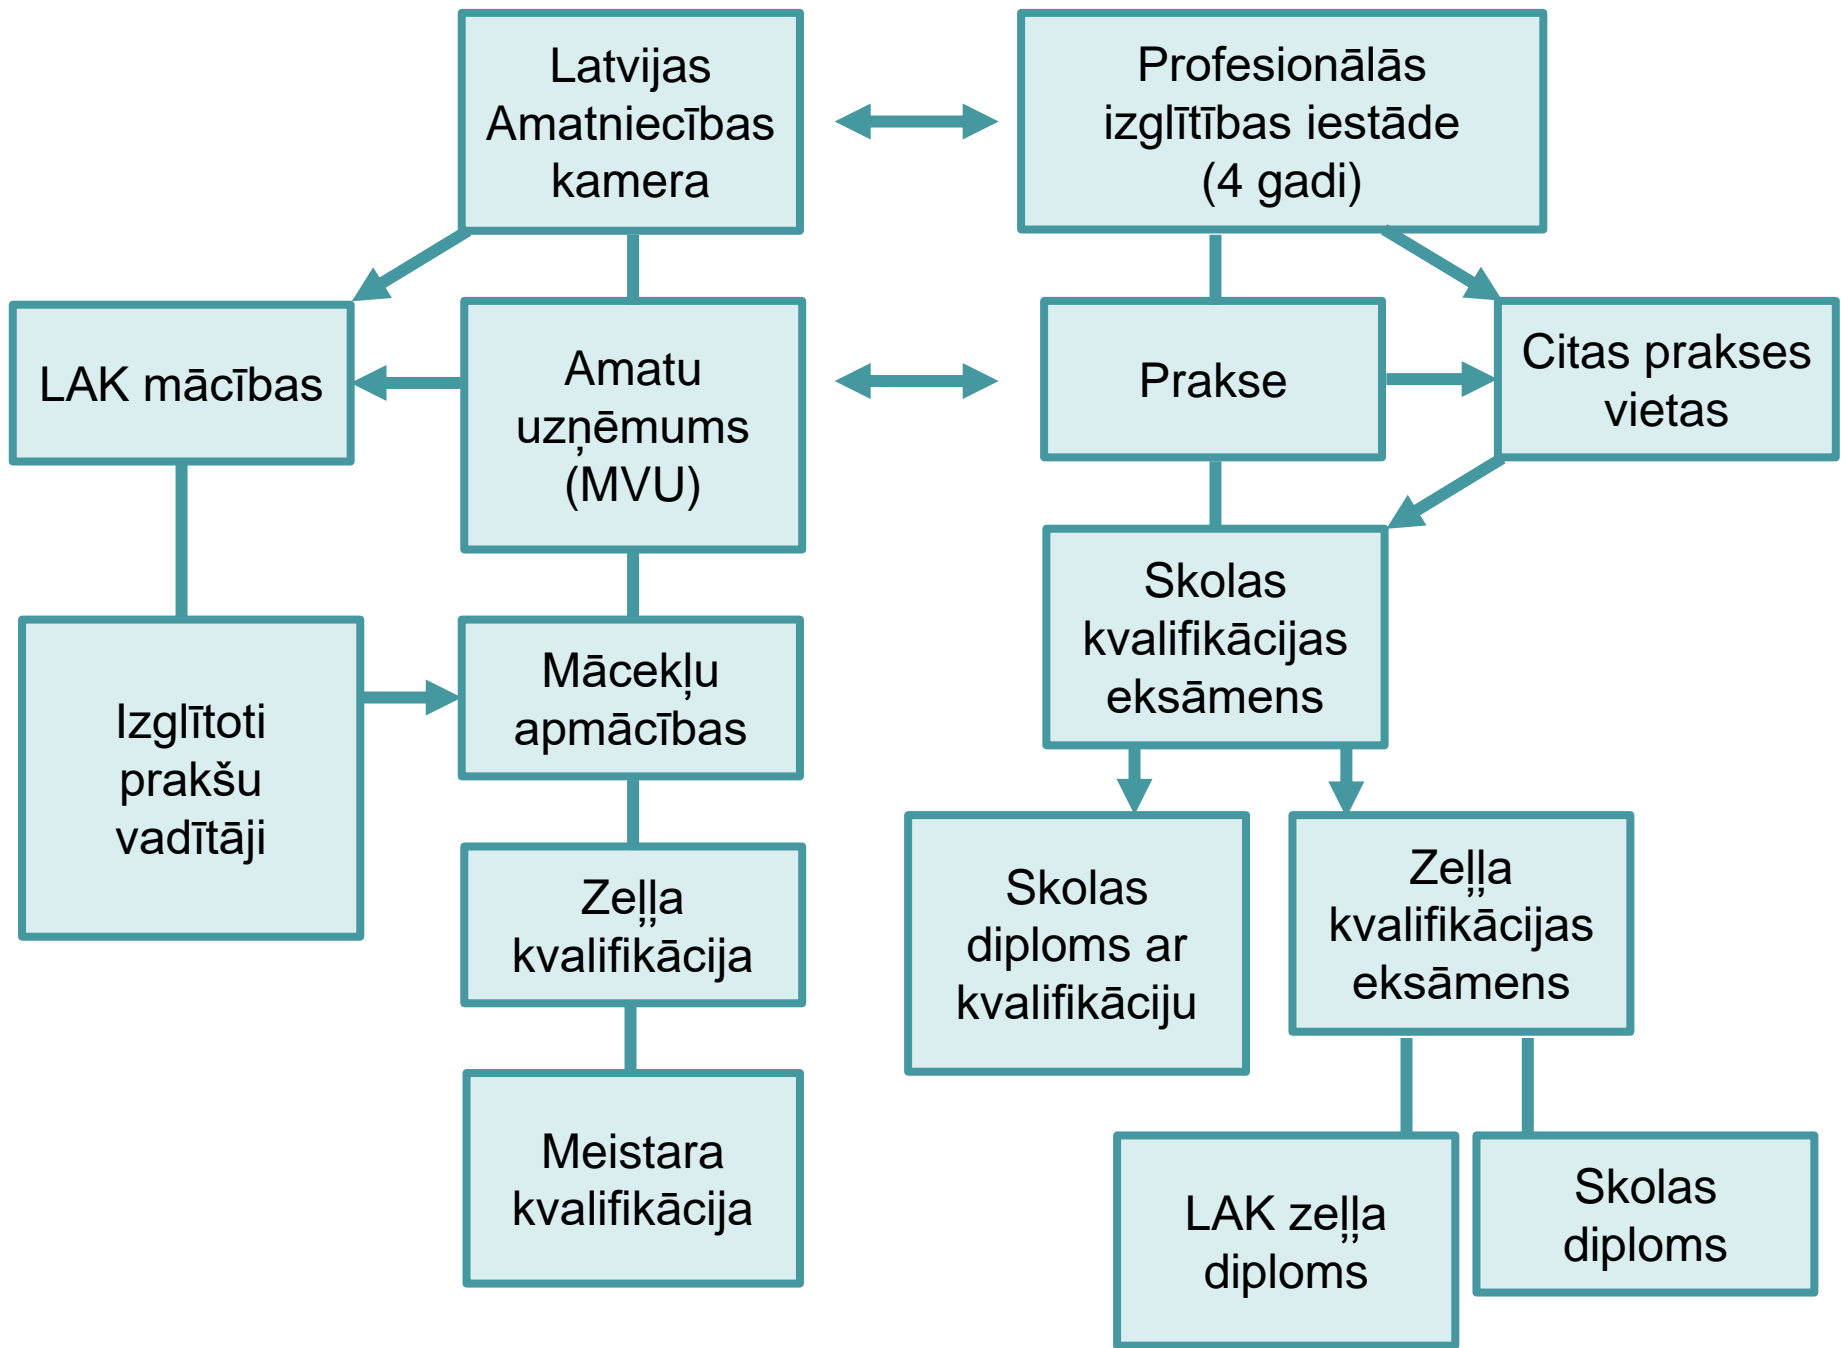 Latvijas
Amatniecības
kamera
Profesionālās
izglītības iestāde
(4 gadi)
LAK mācības
Amatu
uzņēmums
(MVU)
Prakse
Citas prakses
vietas
Izglītoti
prakšu
vadītāji
Mācekļu
apmācības
Skolas
kvalifikācijas
eksāmens
Zeļļa
kvalifikācija
Skolas
diploms ar
kvalifikāciju
Zeļļa
kvalifikācijas
eksāmens
Meistara
kvalifikācija
LAK zeļļa
diploms
Skolas
diploms